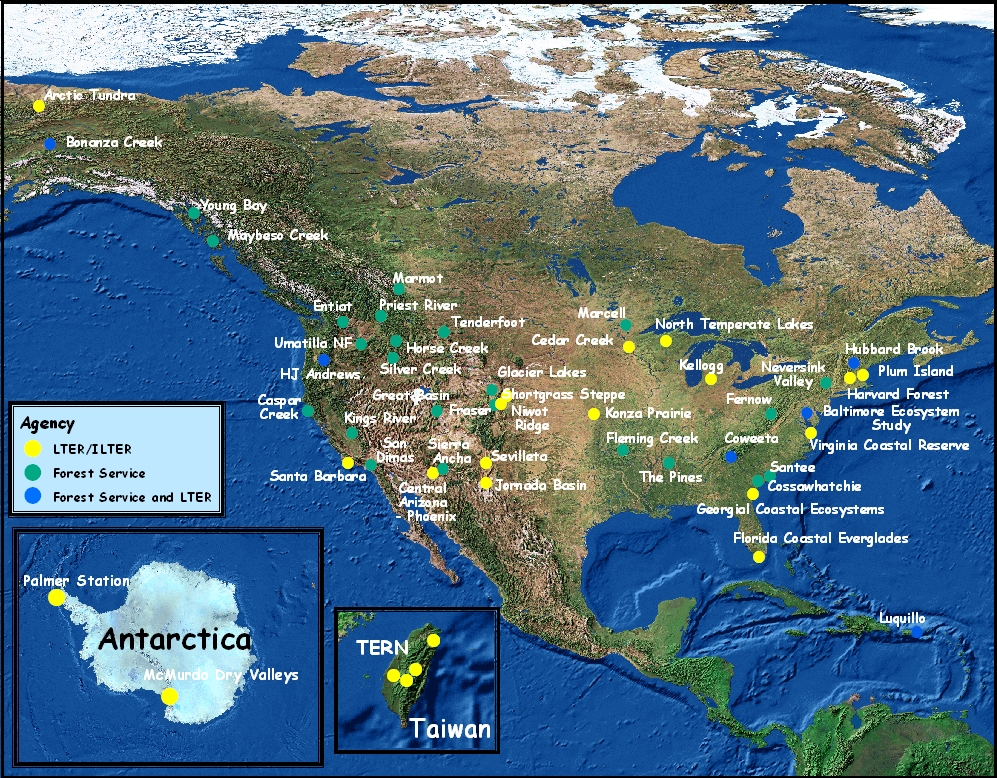 Arctic Tundra
Bonanza Creek
Young Bay
Maybeso Creek
Marmot
Entiat
Priest River
Tenderfoot
Umatilla NF
Horse Creek
HJ Andrews
Silver Creek
Glacier Lakes
Great Basin
Shortgrass Steppe
Caspar
Creek
Kings River
Fraser
Niwot
Ridge
San
Dimas
Sierra
Ancha
Sevilleta
Santa Barbara
Central
Arizona
- Phoenix
Jornada Basin
Marcell
North Temperate Lakes
Cedar Creek
Kellogg
Neversink
Valley
Hubbard Brook
Plum Island
Harvard Forest
Konza Prairie
Fernow
Baltimore Ecosystem
Study
Fleming Creek
Coweeta
Virginia Coastal Reserve
The Pines
Santee
Cossawhatchie
Georgial Coastal Ecosystems
Florida Coastal Everglades
Luquillo
Agency
LTER/ILTER
Forest Service
Forest Service and LTER
Palmer Station
Antarctica
McMurdo Dry Valleys
TERN
Taiwan